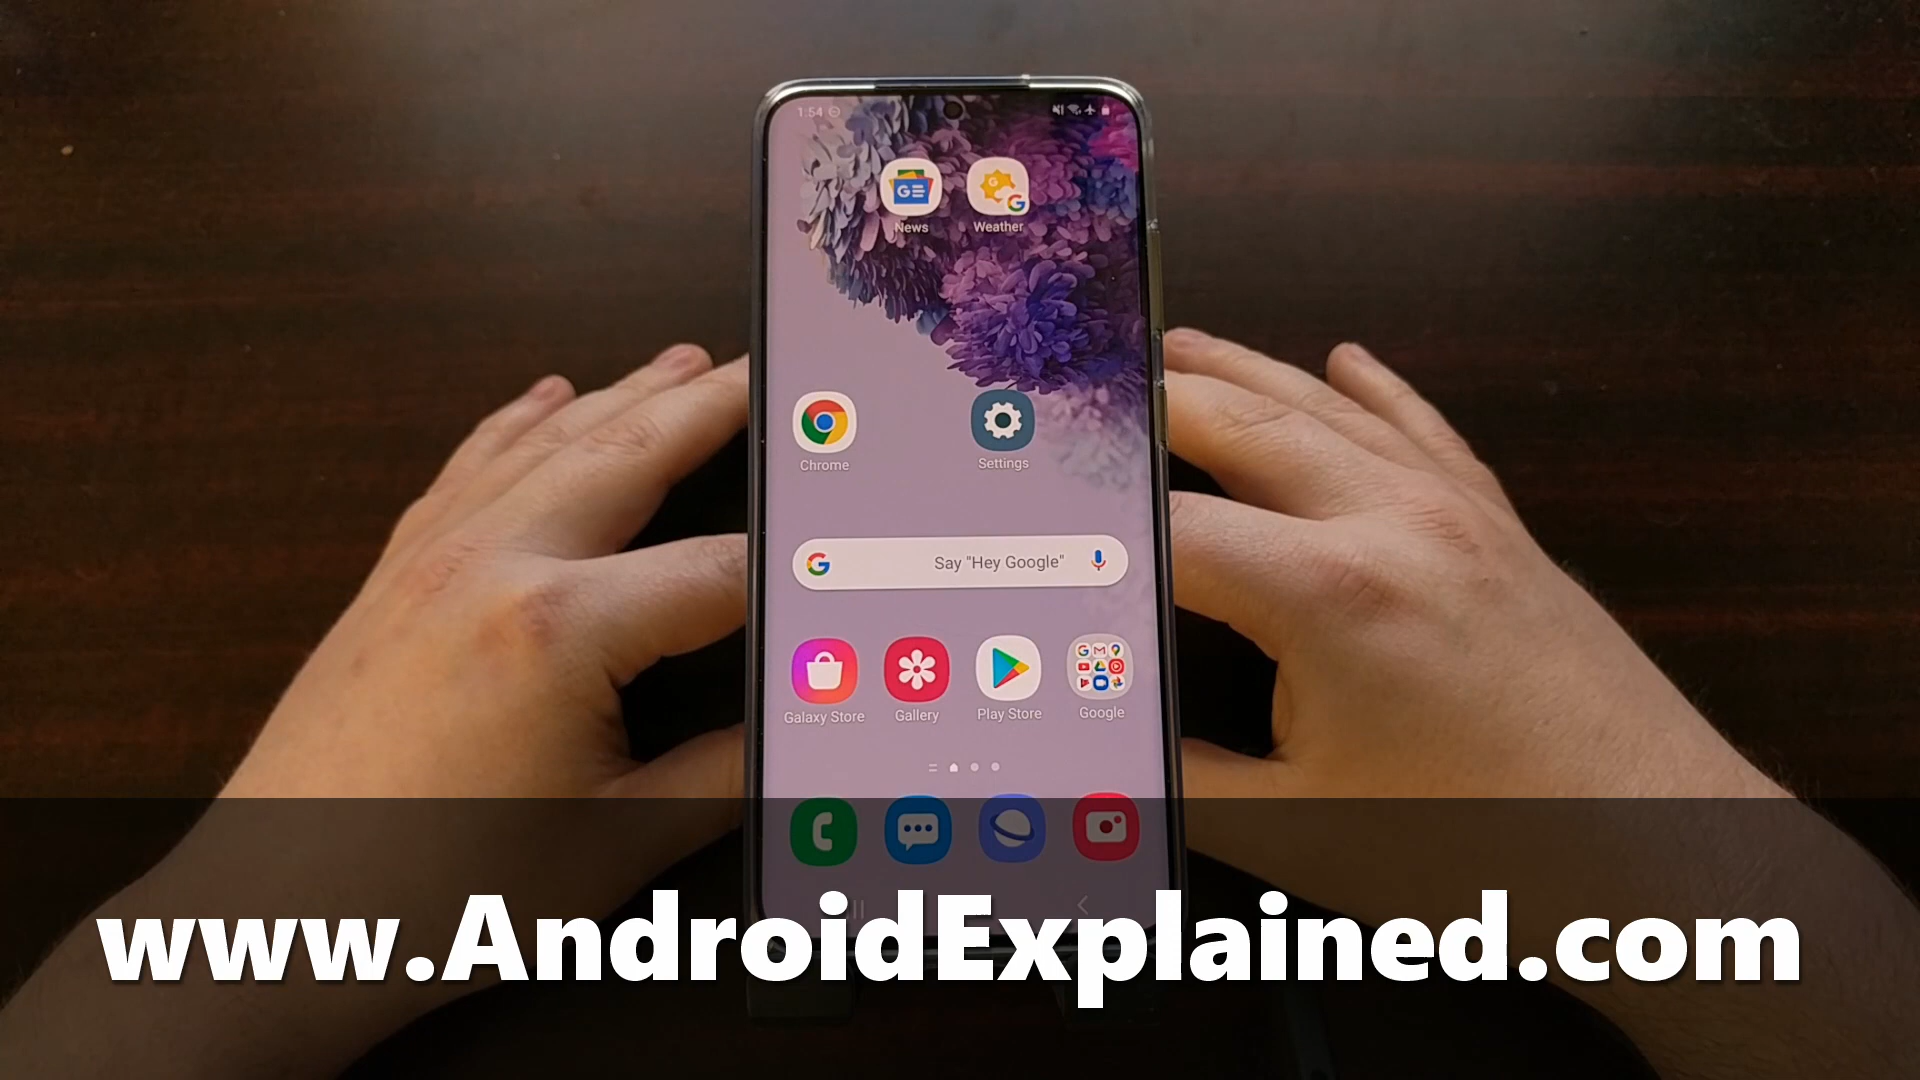 1:54
News
Weather
Chrome
Settings
Say "Hey Google"
Galaxy Store
Gallery
Play Store
Google
www.AndroidExplained.com